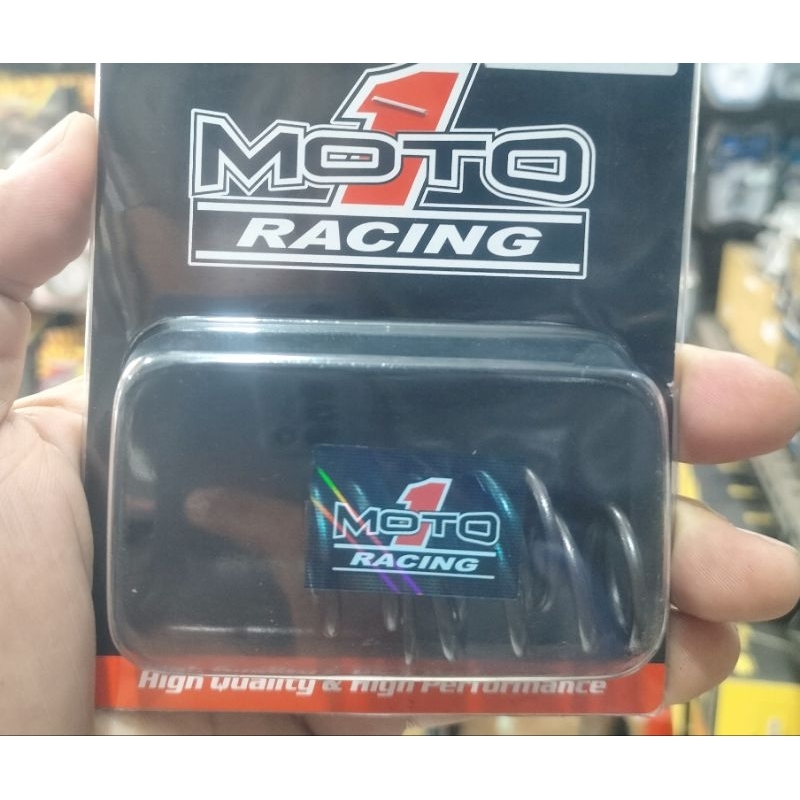 MOTO 1
RACING
MOTO 1
RACING
High Quality & High Performance